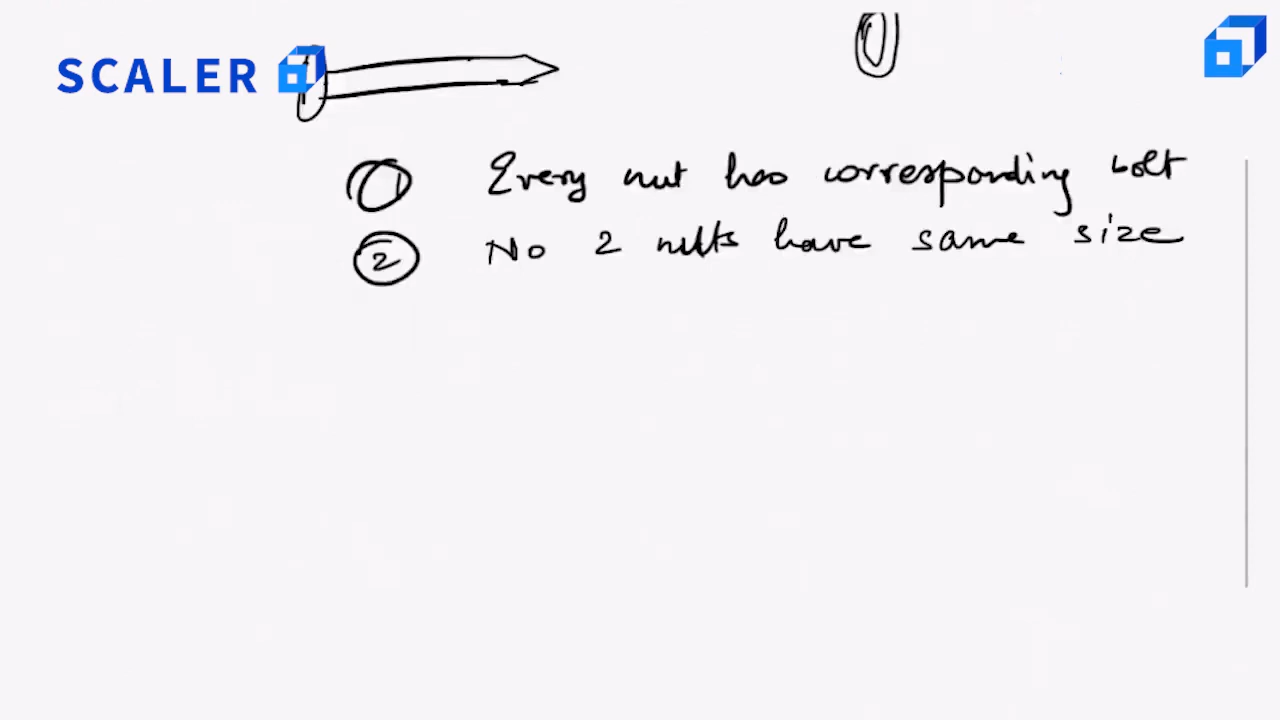 SCALER
① Every nut has corresponding bolt
② No 2 nuts have same size